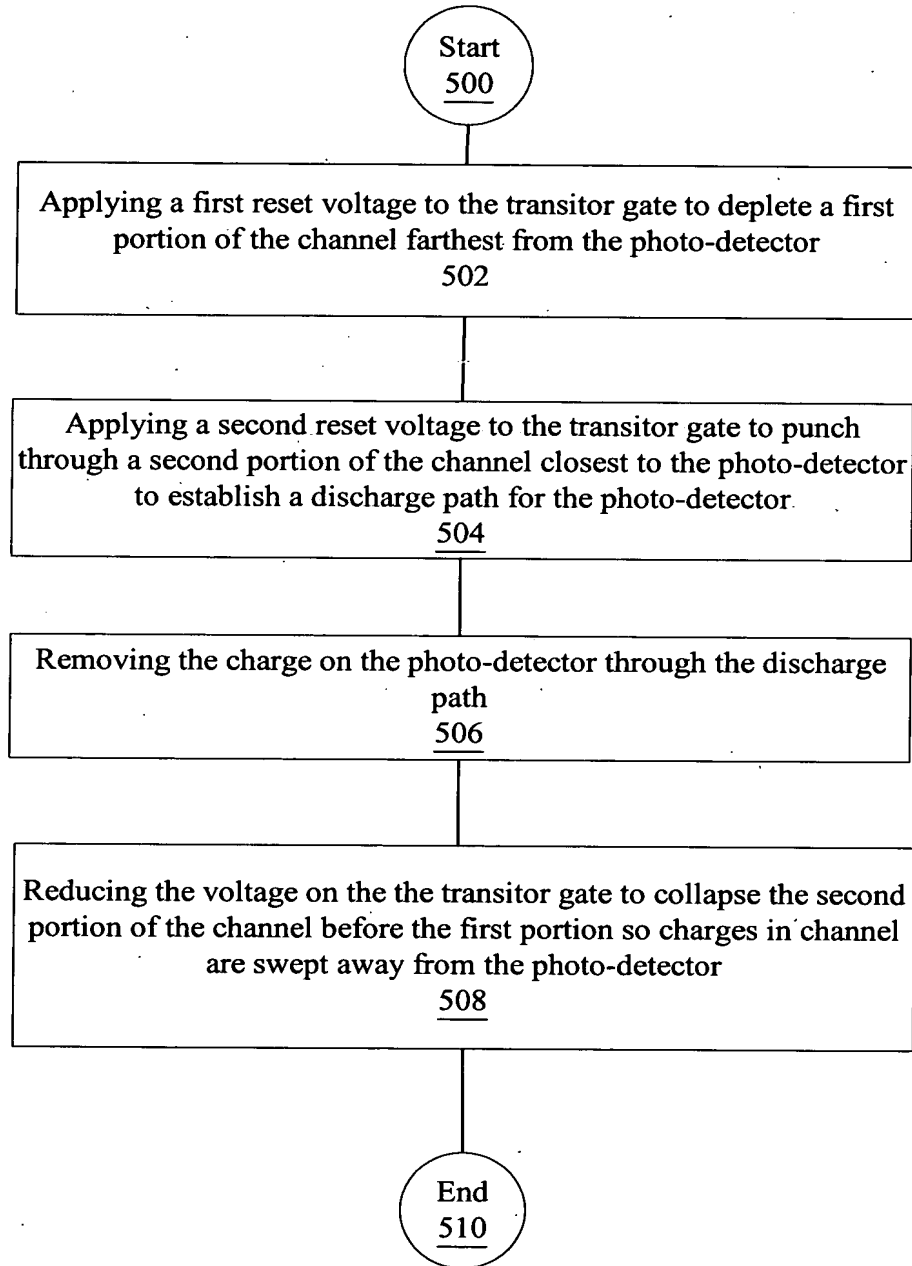 Start
500
Applying a first reset voltage to the transitor gate to deplete a first
portion of the channel farthest from the photo-detector
502
Applying a second reset voltage to the transitor gate to punch
through a second portion of the channel closest to the photo-detector
to establish a discharge path for the photo-detector
504
Removing the charge on the photo-detector through the discharge
path
506
Reducing the voltage on the the transitor gate to collapse the second
portion of the channel before the first portion so charges in channel
are swept away from the photo-detector
508
End
510